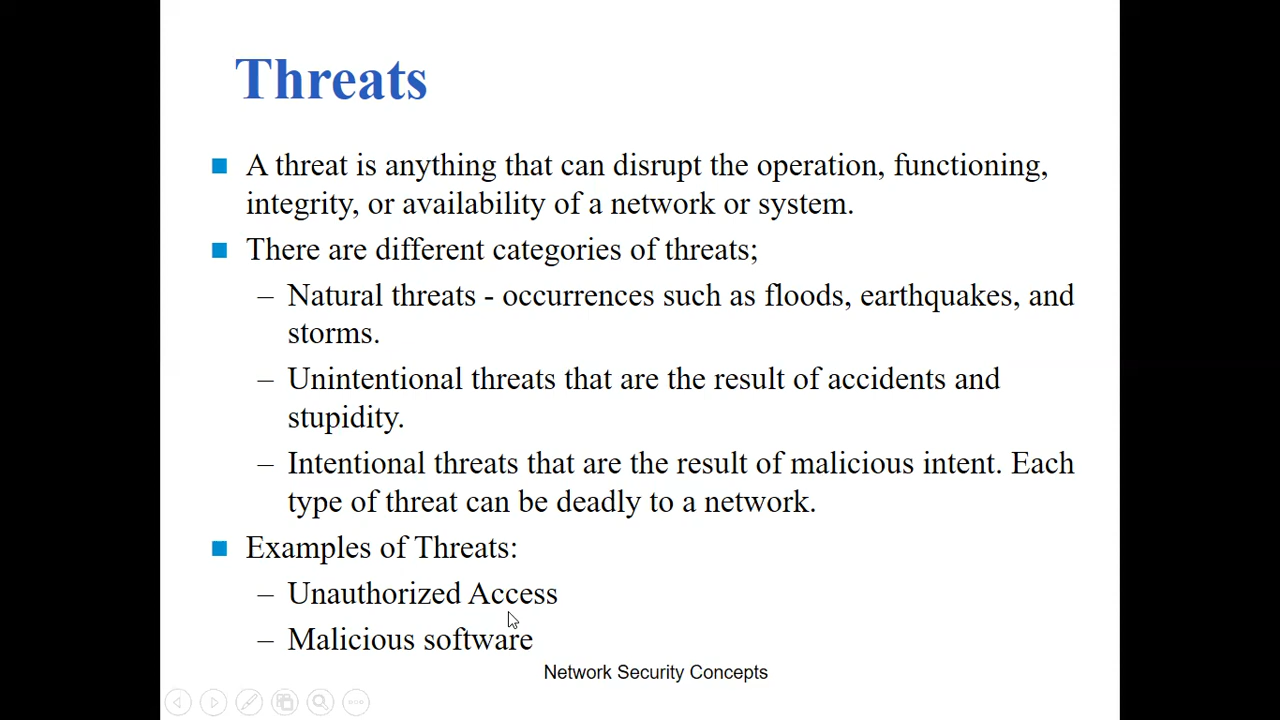 Threats
A threat is anything that can disrupt the operation, functioning,
integrity, or availability of a network or system.
There are different categories of threats;
– Natural threats - occurrences such as floods, earthquakes, and
storms.
– Unintentional threats that are the result of accidents and
stupidity.
– Intentional threats that are the result of malicious intent. Each
type of threat can be deadly to a network.
Examples of Threats:
– Unauthorized Access
– Malicious software
Network Security Concepts